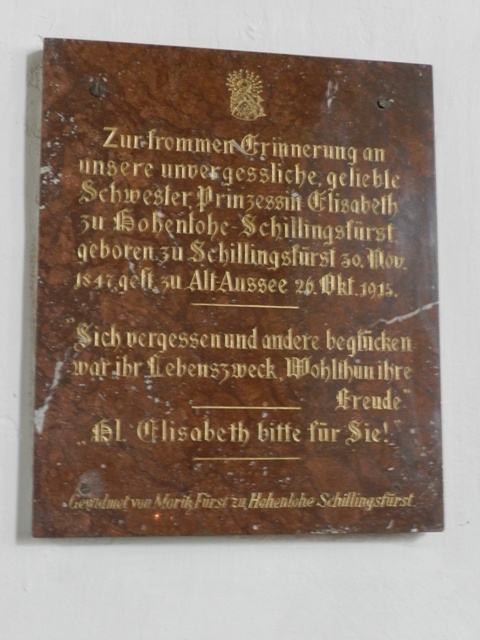 Zur frommen Erinnerung an
unsere unvergessliche, geliebte
Schwester, Prinzessin Elisabeth
zu Hohenlohe-Schillingsfürst,
geboren zu Schillingsfürst 30. Nov.
1847, gest. zu Alt-Aussee 26. Okt. 1915.
"Sich vergessen und andere beglücken
war ihr Lebenszweck, Wohlthun ihre
Freude"
"Hl. Elisabeth bitte für Sie!"
Gewidmet von Moritz Fürst zu Hohenlohe Schillingsfürst.